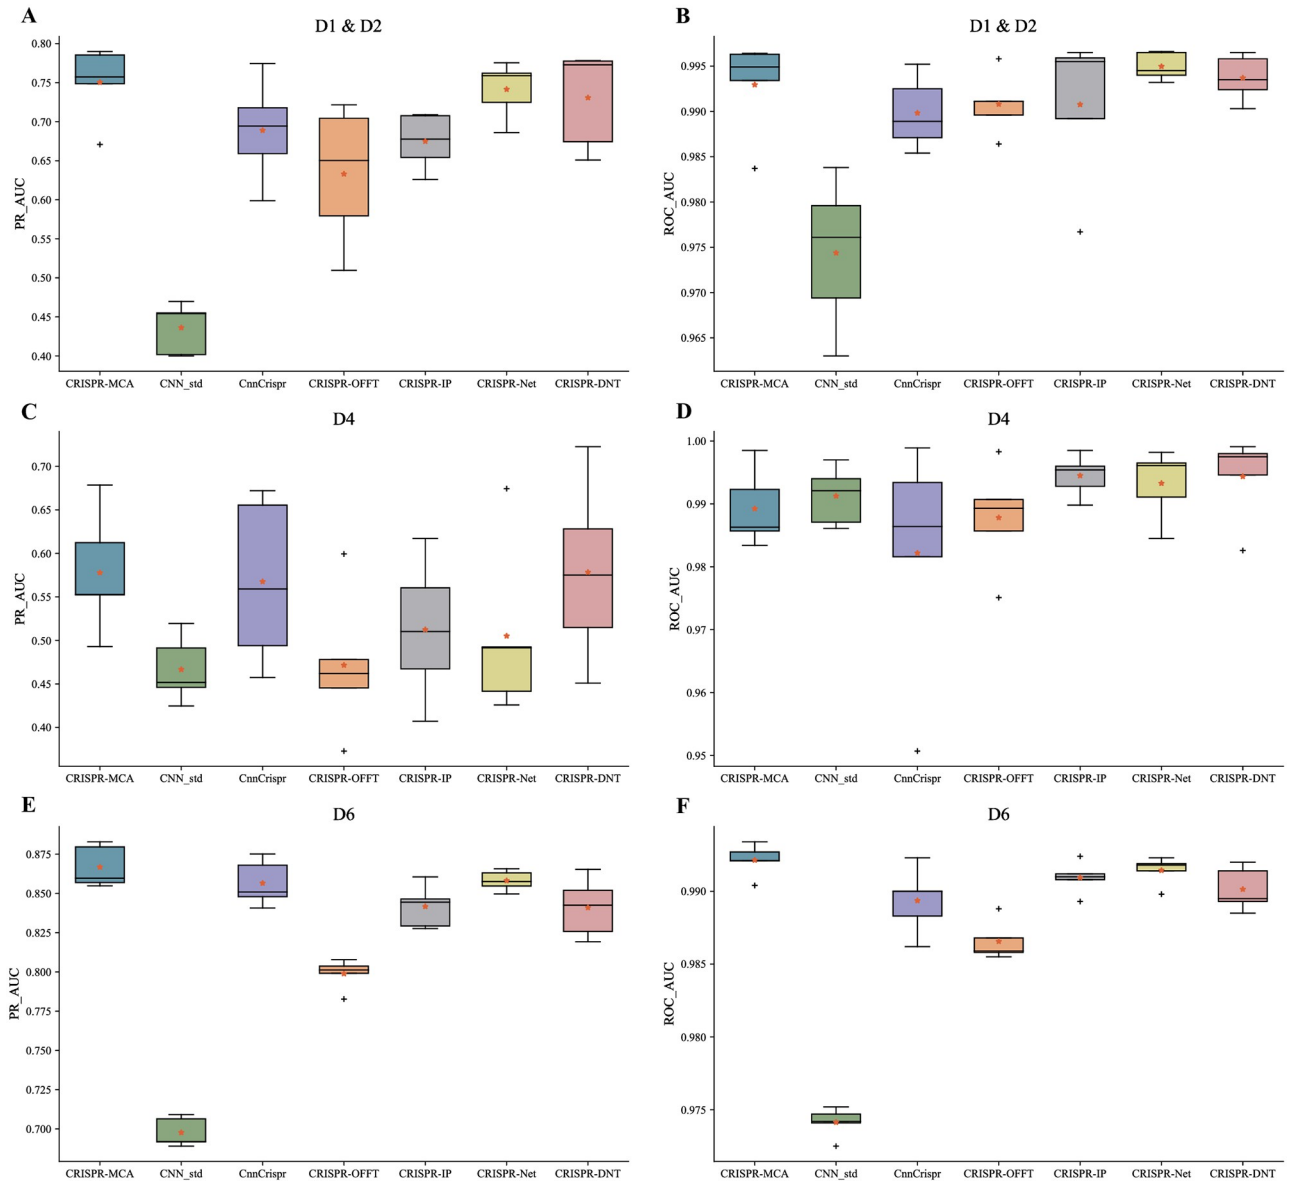 A
D1 & D2
PR_AUC
0.80
0.75
0.70
0.65
0.60
0.55
0.50
0.45
0.40
CRISPR-MCA CNN_std CnnCrispr CRISPR-OFFT CRISPR-IP CRISPR-Net CRISPR-DNT
B
D1 & D2
ROC_AUC
0.995
0.990
0.985
0.980
0.975
0.970
0.965
CRISPR-MCA CNN_std CnnCrispr CRISPR-OFFT CRISPR-IP CRISPR-Net CRISPR-DNT
C
D4
PR_AUC
0.70
0.65
0.60
0.55
0.50
0.45
0.40
CRISPR-MCA CNN_std CnnCrispr CRISPR-OFFT CRISPR-IP CRISPR-Net CRISPR-DNT
D
D4
ROC_AUC
1.00
0.99
0.98
0.97
0.96
0.95
CRISPR-MCA CNN_std CnnCrispr CRISPR-OFFT CRISPR-IP CRISPR-Net CRISPR-DNT
E
D6
PR_AUC
0.875
0.850
0.825
0.800
0.775
0.750
0.725
0.700
CRISPR-MCA CNN_std CnnCrispr CRISPR-OFFT CRISPR-IP CRISPR-Net CRISPR-DNT
F
D6
ROC_AUC
0.990
0.985
0.980
0.975
CRISPR-MCA CNN_std CnnCrispr CRISPR-OFFT CRISPR-IP CRISPR-Net CRISPR-DNT